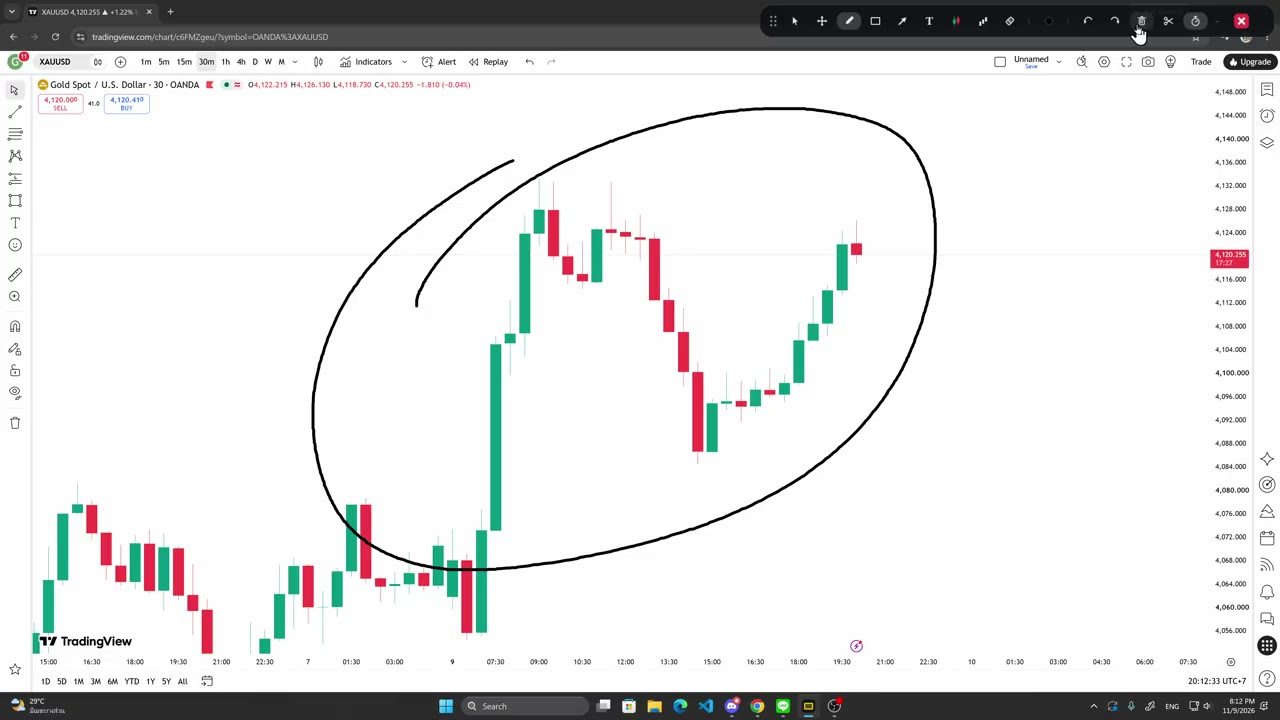 XAUUSD 4,120.255 ▲ +1.22%
tradingview.com/chart/c6FMZgeu/?symbol=OANDA%3AXAUUSD
G 11 XAUUSD 1m 5m 15m 30m 1h 4h D W M Indicators Alert Replay Unnamed Save Trade Upgrade
Gold Spot / U.S. Dollar · 30 · OANDA O4,122.215 H4,126.130 L4,118.730 C4,120.255 −1.810 (−0.04%)
4,120.000 SELL 41.0 4,120.410 BUY
4,148.000
4,144.000
4,140.000
4,136.000
4,132.000
4,128.000
4,124.000
4,120.255
17:27
4,116.000
4,112.000
4,108.000
4,104.000
4,100.000
4,096.000
4,092.000
4,088.000
4,084.000
4,080.000
4,076.000
4,072.000
4,068.000
4,064.000
4,060.000
4,056.000
TradingView
15:00 16:30 18:00 19:30 21:00 22:30 7 01:30 03:00 9 07:30 09:00 10:30 12:00 13:30 15:00 16:30 18:00 19:30 21:00 22:30 10 01:30 03:00 04:30 06:00 07:30
1D 5D 1M 3M 6M YTD 1Y 5Y All 20:12:33 UTC+7
29°C
Search
ENG
8:12 PM
11/9/2026